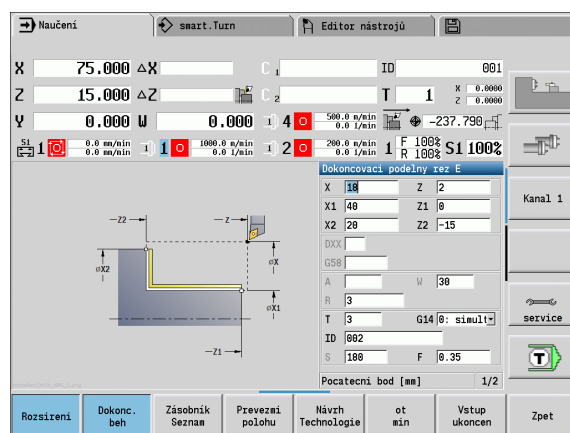 Naučení
smart.Turn
Editor nástrojů
X 75.000 △X C 1 ID 001
Z 15.000 △Z C 2 T 1 X 0.0000 Z 0.0000
Y 0.000 W 0.000 4 500.0 m/min 0.0 1/min -237.790
S1 1 0.0 mm/min 0.0 m/min 1 1000.0 m/min 0.0 1/min 2 200.0 m/min 0.0 1/min 1 F 100% R 100% S1 100%
Dokoncovaci podelny rez E
X 10 Z 2
X1 40 Z1 0
X2 20 Z2 -15
DXX
G58
A W 30
R 3
T 3 G14 0: simult
ID 002
S 180 F 0.35
Pocatecni bod [mm] 1/2
-Z2
-Z
øX
øX2
øX1
-Z1
Kanal 1
service
T
Rozsireni
Dokonc. beh
Zásobník Seznam
Prevezmi polohu
Návrh Technologie
ot min
Vstup ukoncen
Zpet